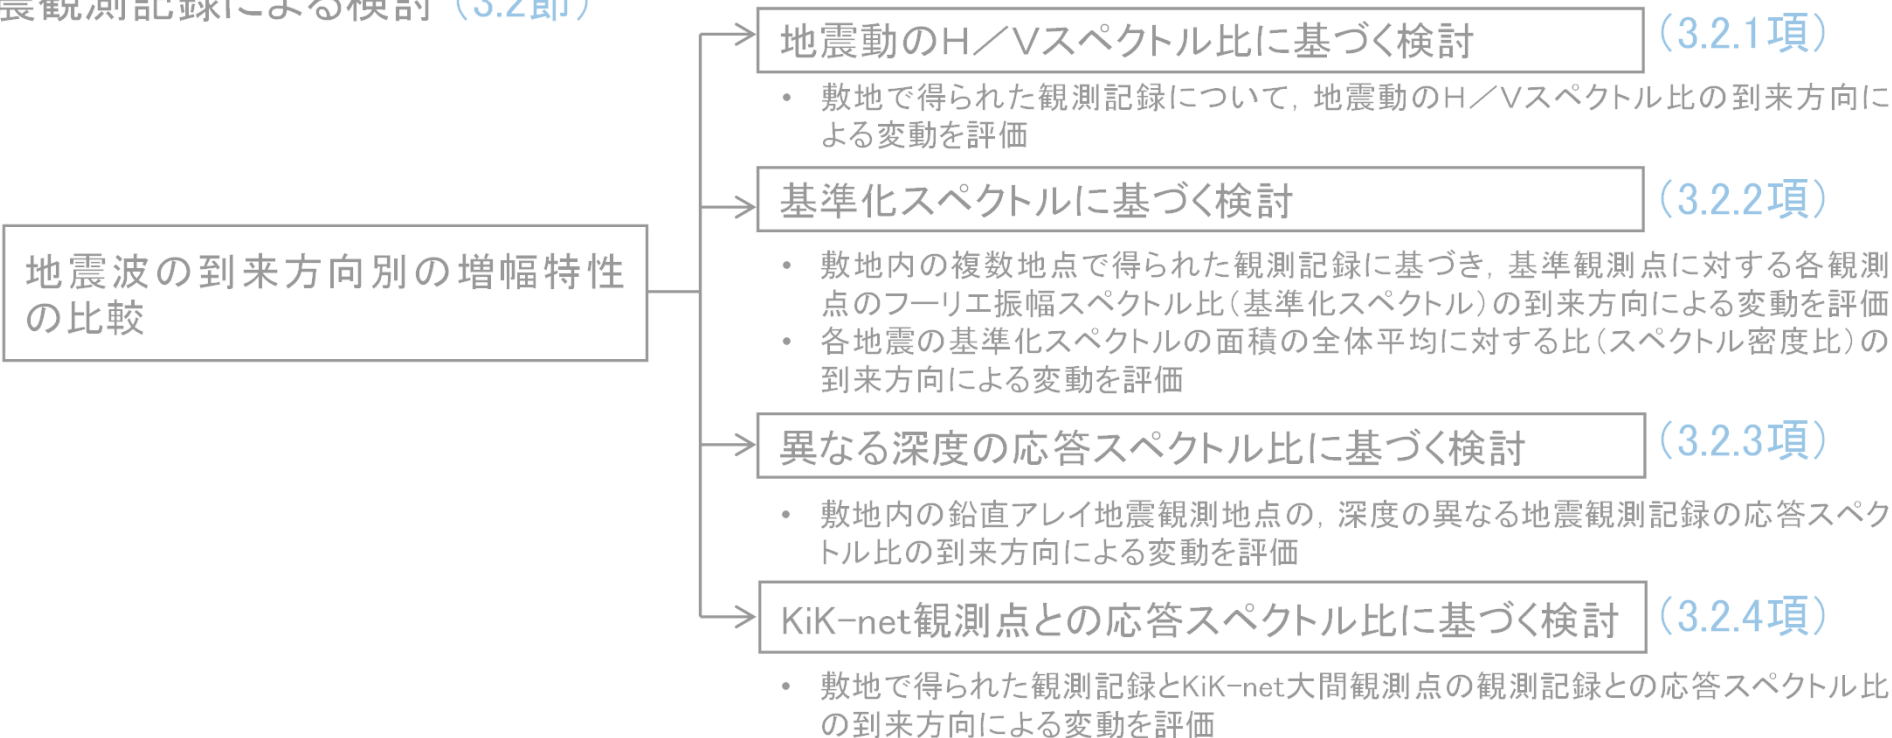 震観測記録による検討（3.2節）
地震動のＨ／Ｖスペクトル比に基づく検討
（3.2.1項）
• 敷地で得られた観測記録について，地震動のＨ／Ｖスペクトル比の到来方向に
よる変動を評価
基準化スペクトルに基づく検討
（3.2.2項）
• 敷地内の複数地点で得られた観測記録に基づき，基準観測点に対する各観測
点のフーリエ振幅スペクトル比（基準化スペクトル）の到来方向による変動を評価
• 各地震の基準化スペクトルの面積の全体平均に対する比（スペクトル密度比）の
到来方向による変動を評価
地震波の到来方向別の増幅特性
の比較
異なる深度の応答スペクトル比に基づく検討
（3.2.3項）
• 敷地内の鉛直アレイ地震観測地点の，深度の異なる地震観測記録の応答スペク
トル比の到来方向による変動を評価
KiK-net観測点との応答スペクトル比に基づく検討
（3.2.4項）
• 敷地で得られた観測記録とKiK-net大間観測点の観測記録との応答スペクトル比
の到来方向による変動を評価